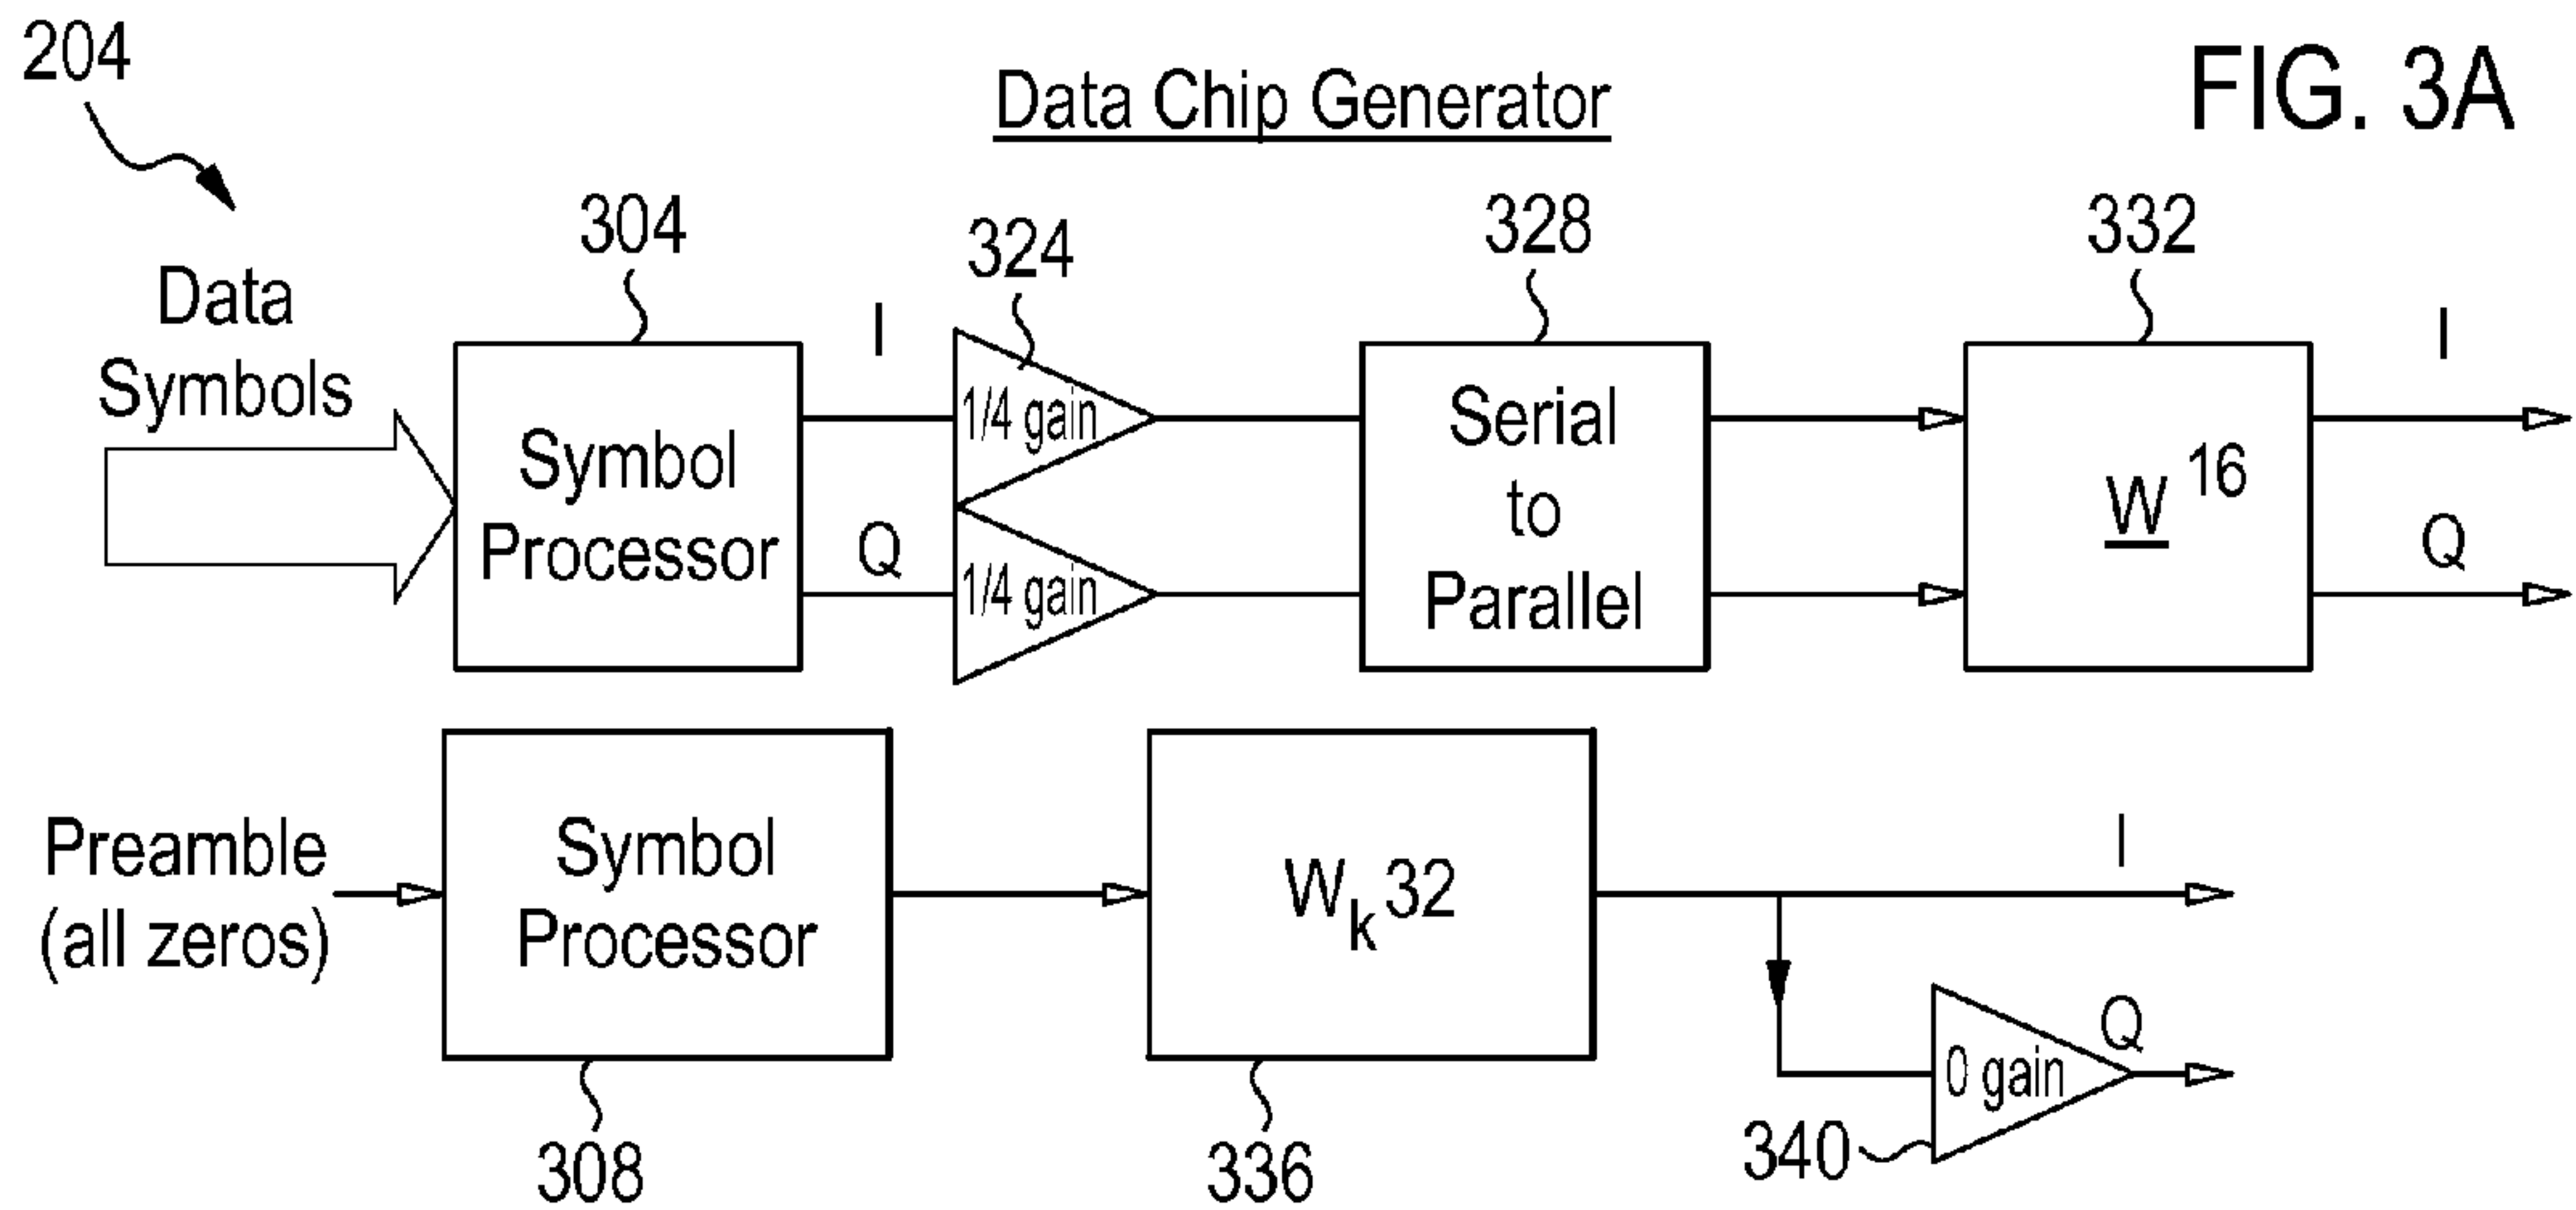 204
Data Chip Generator
FIG. 3A
304
324
328
332
Data
Symbols
I
I
Symbol
Processor
1/4 gain
Serial
to
Parallel
W 16
Q
1/4 gain
Q
Preamble
(all zeros)
Symbol
Processor
Wk32
I
Q
0 gain
308
336
340